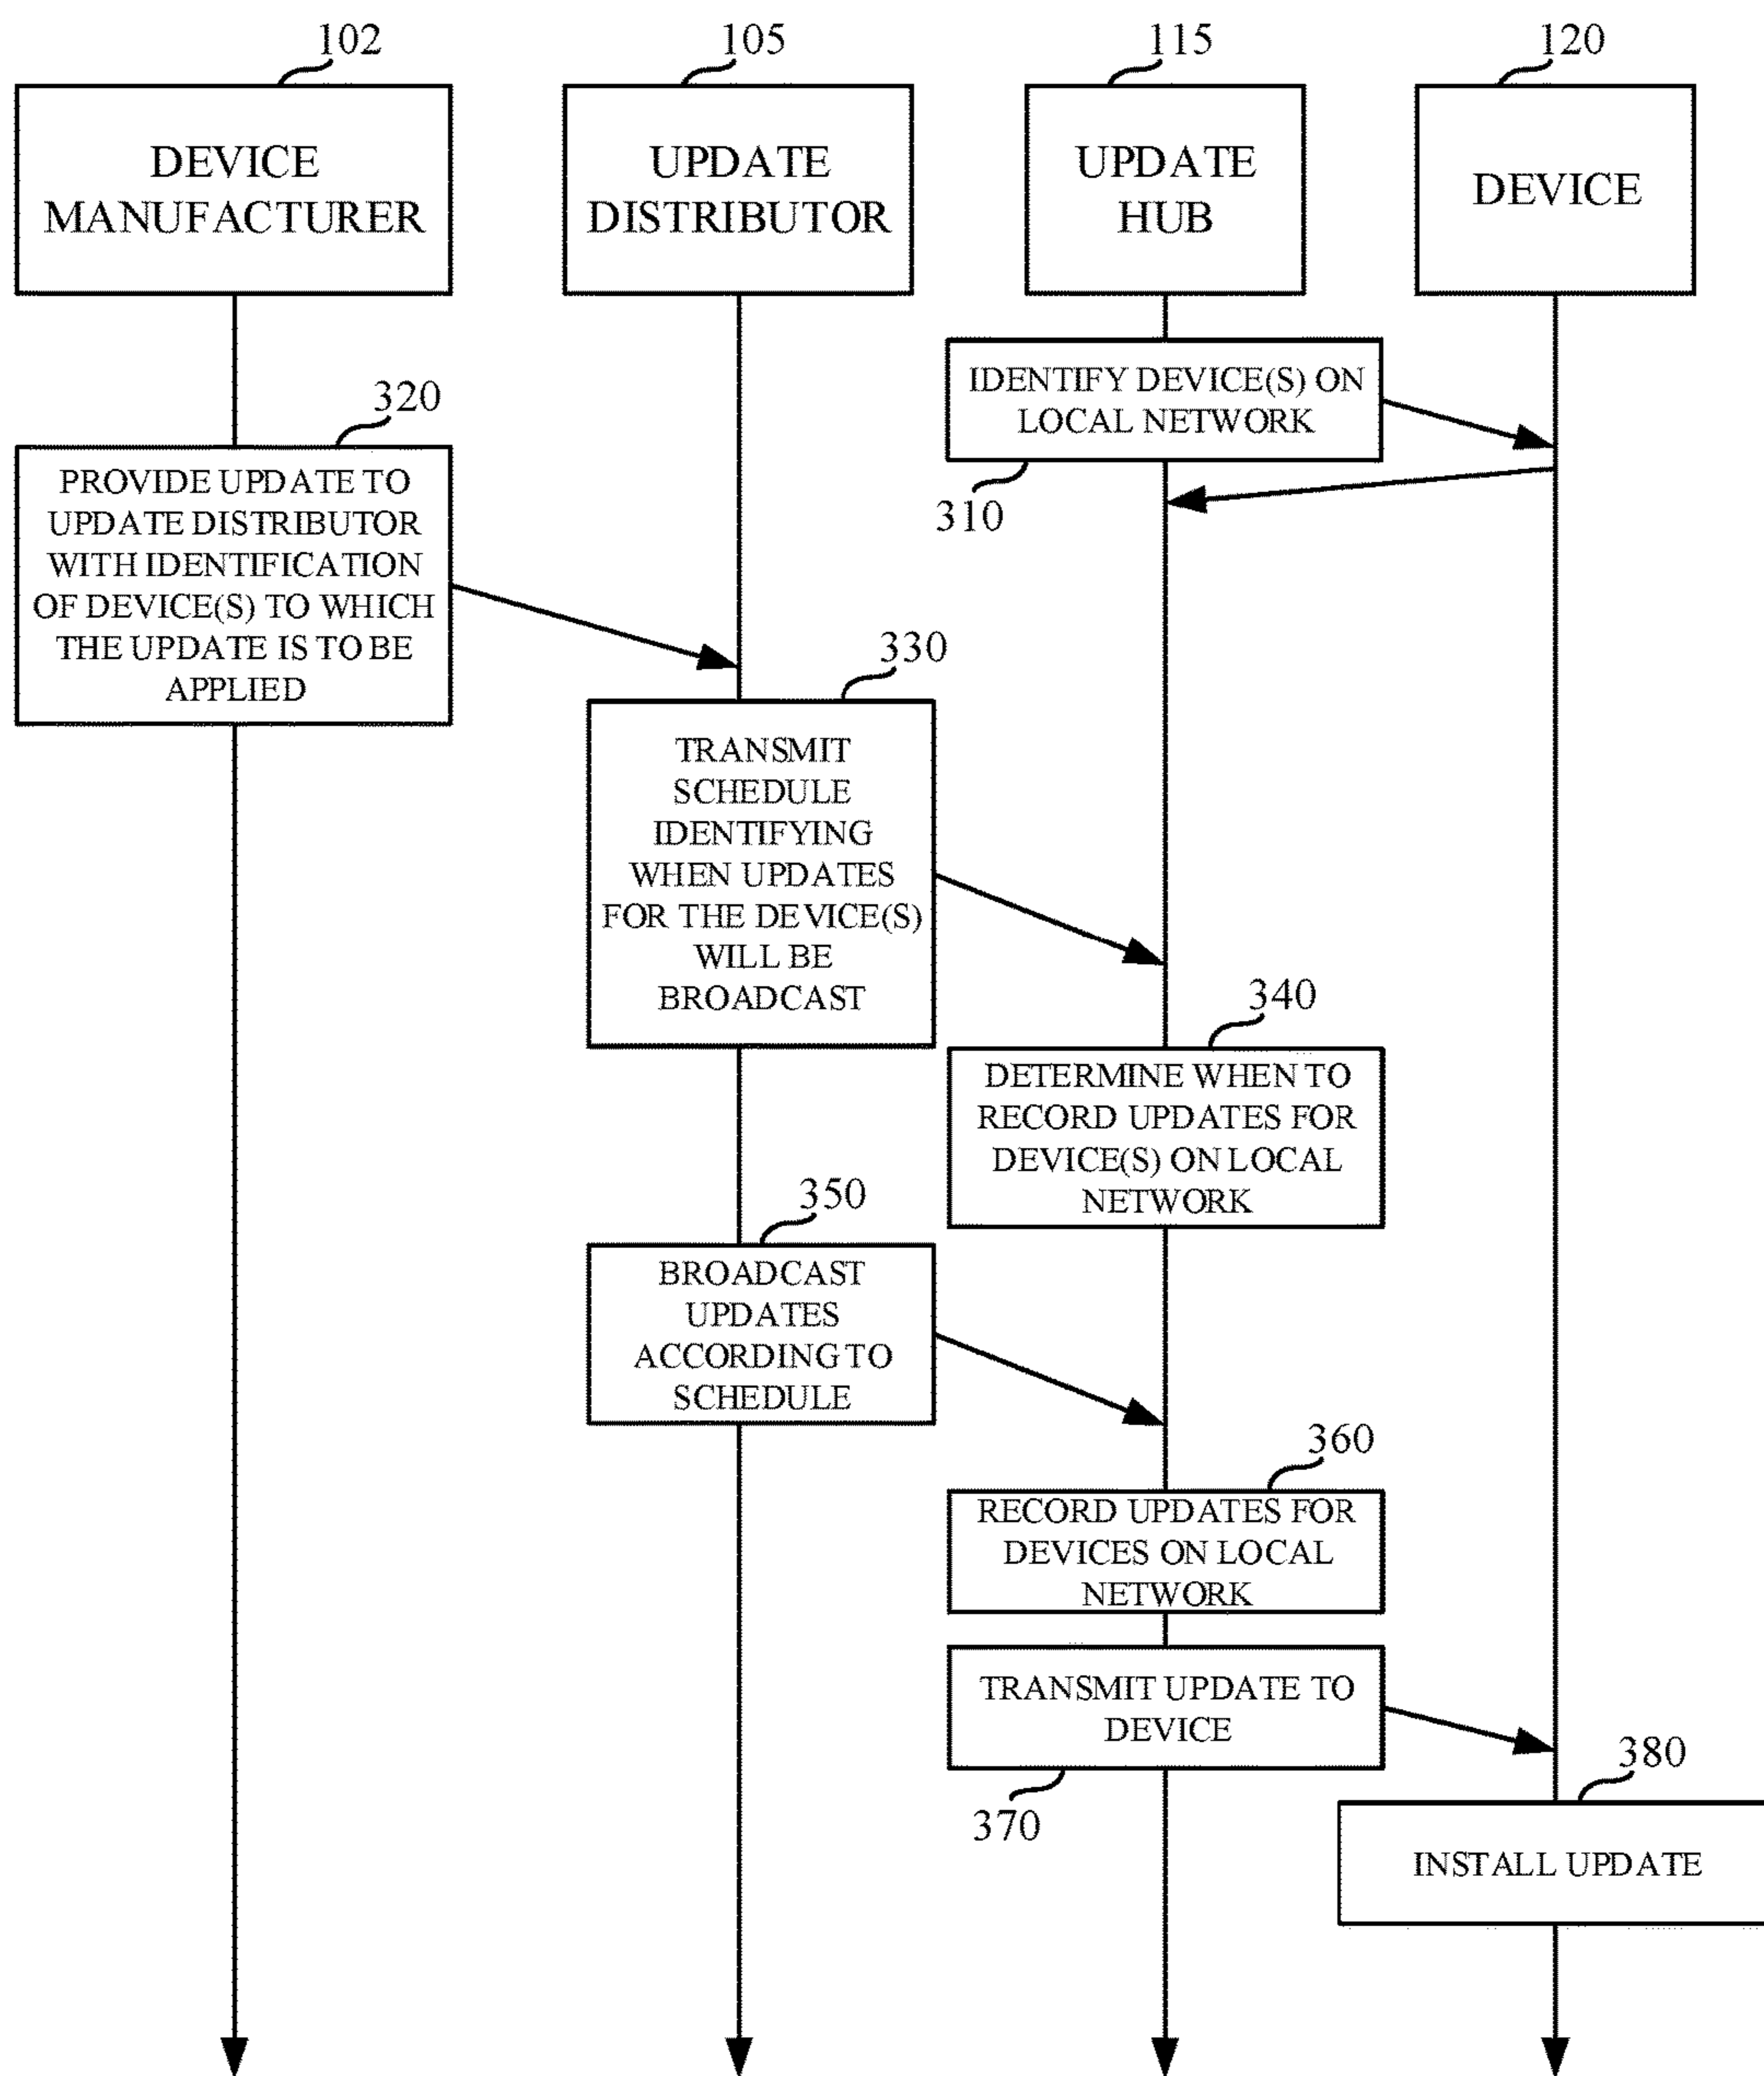 102
105
115
120
DEVICE
MANUFACTURER
UPDATE
DISTRIBUTOR
UPDATE
HUB
DEVICE
IDENTIFY DEVICE(S) ON
LOCAL NETWORK
310
320
PROVIDE UPDATE TO
UPDATE DISTRIBUTOR
WITH IDENTIFICATION
OF DEVICE(S) TO WHICH
THE UPDATE IS TO BE
APPLIED
330
TRANSMIT
SCHEDULE
IDENTIFYING
WHEN UPDATES
FOR THE DEVICE(S)
WILL BE
BROADCAST
340
DETERMINE WHEN TO
RECORD UPDATES FOR
DEVICE(S) ON LOCAL
NETWORK
350
BROADCAST
UPDATES
ACCORDING TO
SCHEDULE
360
RECORD UPDATES FOR
DEVICES ON LOCAL
NETWORK
TRANSMIT UPDATE TO
DEVICE
370
380
INSTALL UPDATE